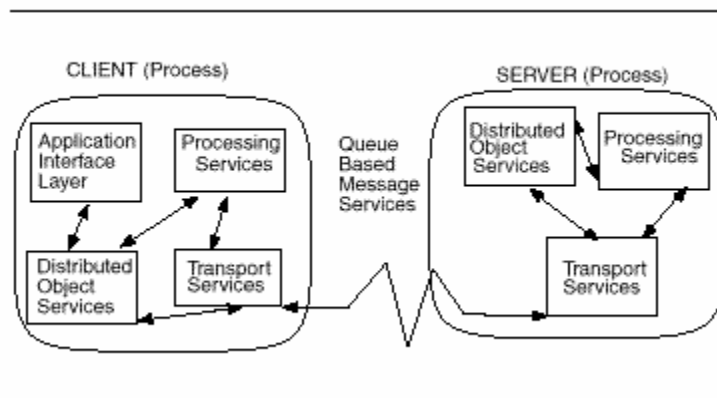 CLIENT (Process)
SERVER (Process)
Application
Interface
Layer
Processing
Services
Distributed
Object
Services
Transport
Services
Queue
Based
Message
Services
Distributed
Object
Services
Processing
Services
Transport
Services